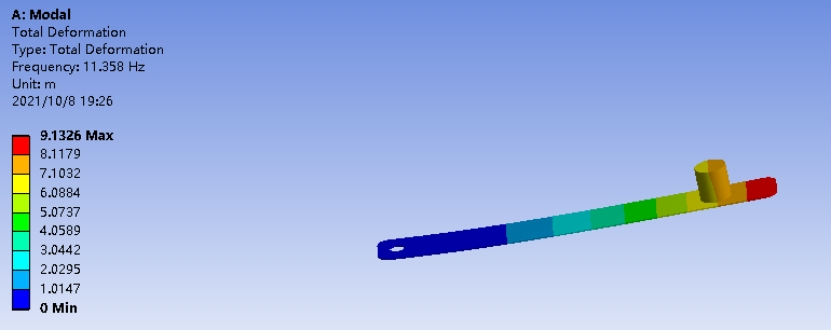 A: Modal
Total Deformation
Type: Total Deformation
Frequency: 11.358 Hz
Unit: m
2021/10/8 19:26
9.1326 Max
8.1179
7.1032
6.0884
5.0737
4.0589
3.0442
2.0295
1.0147
0 Min